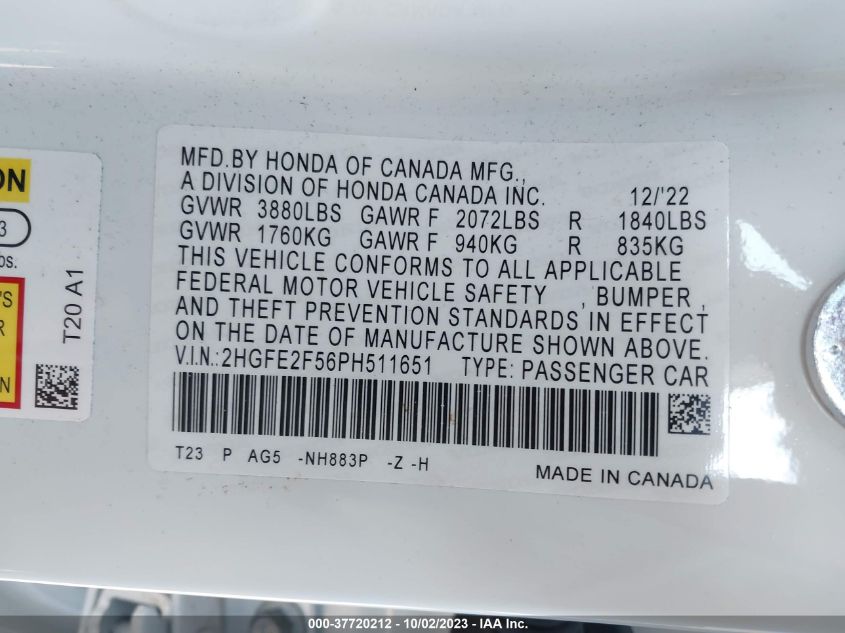 MFD.BY HONDA OF CANADA MFG.,
A DIVISION OF HONDA CANADA INC. 12/'22
GVWR 3880LBS GAWR F 2072LBS R 1840LBS
GVWR 1760KG GAWR F 940KG R 835KG
THIS VEHICLE CONFORMS TO ALL APPLICABLE
FEDERAL MOTOR VEHICLE SAFETY , BUMPER ,
AND THEFT PREVENTION STANDARDS IN EFFECT
ON THE DATE OF MANUFACTURE SHOWN ABOVE.
V.I.N.:2HGFE2F56PH511651 TYPE: PASSENGER CAR
T23 P AG5 -NH883P -Z -H
MADE IN CANADA
ON
3
os.
'S
R
N
T20 A1
000-37720212 - 10/02/2023 - IAA Inc.